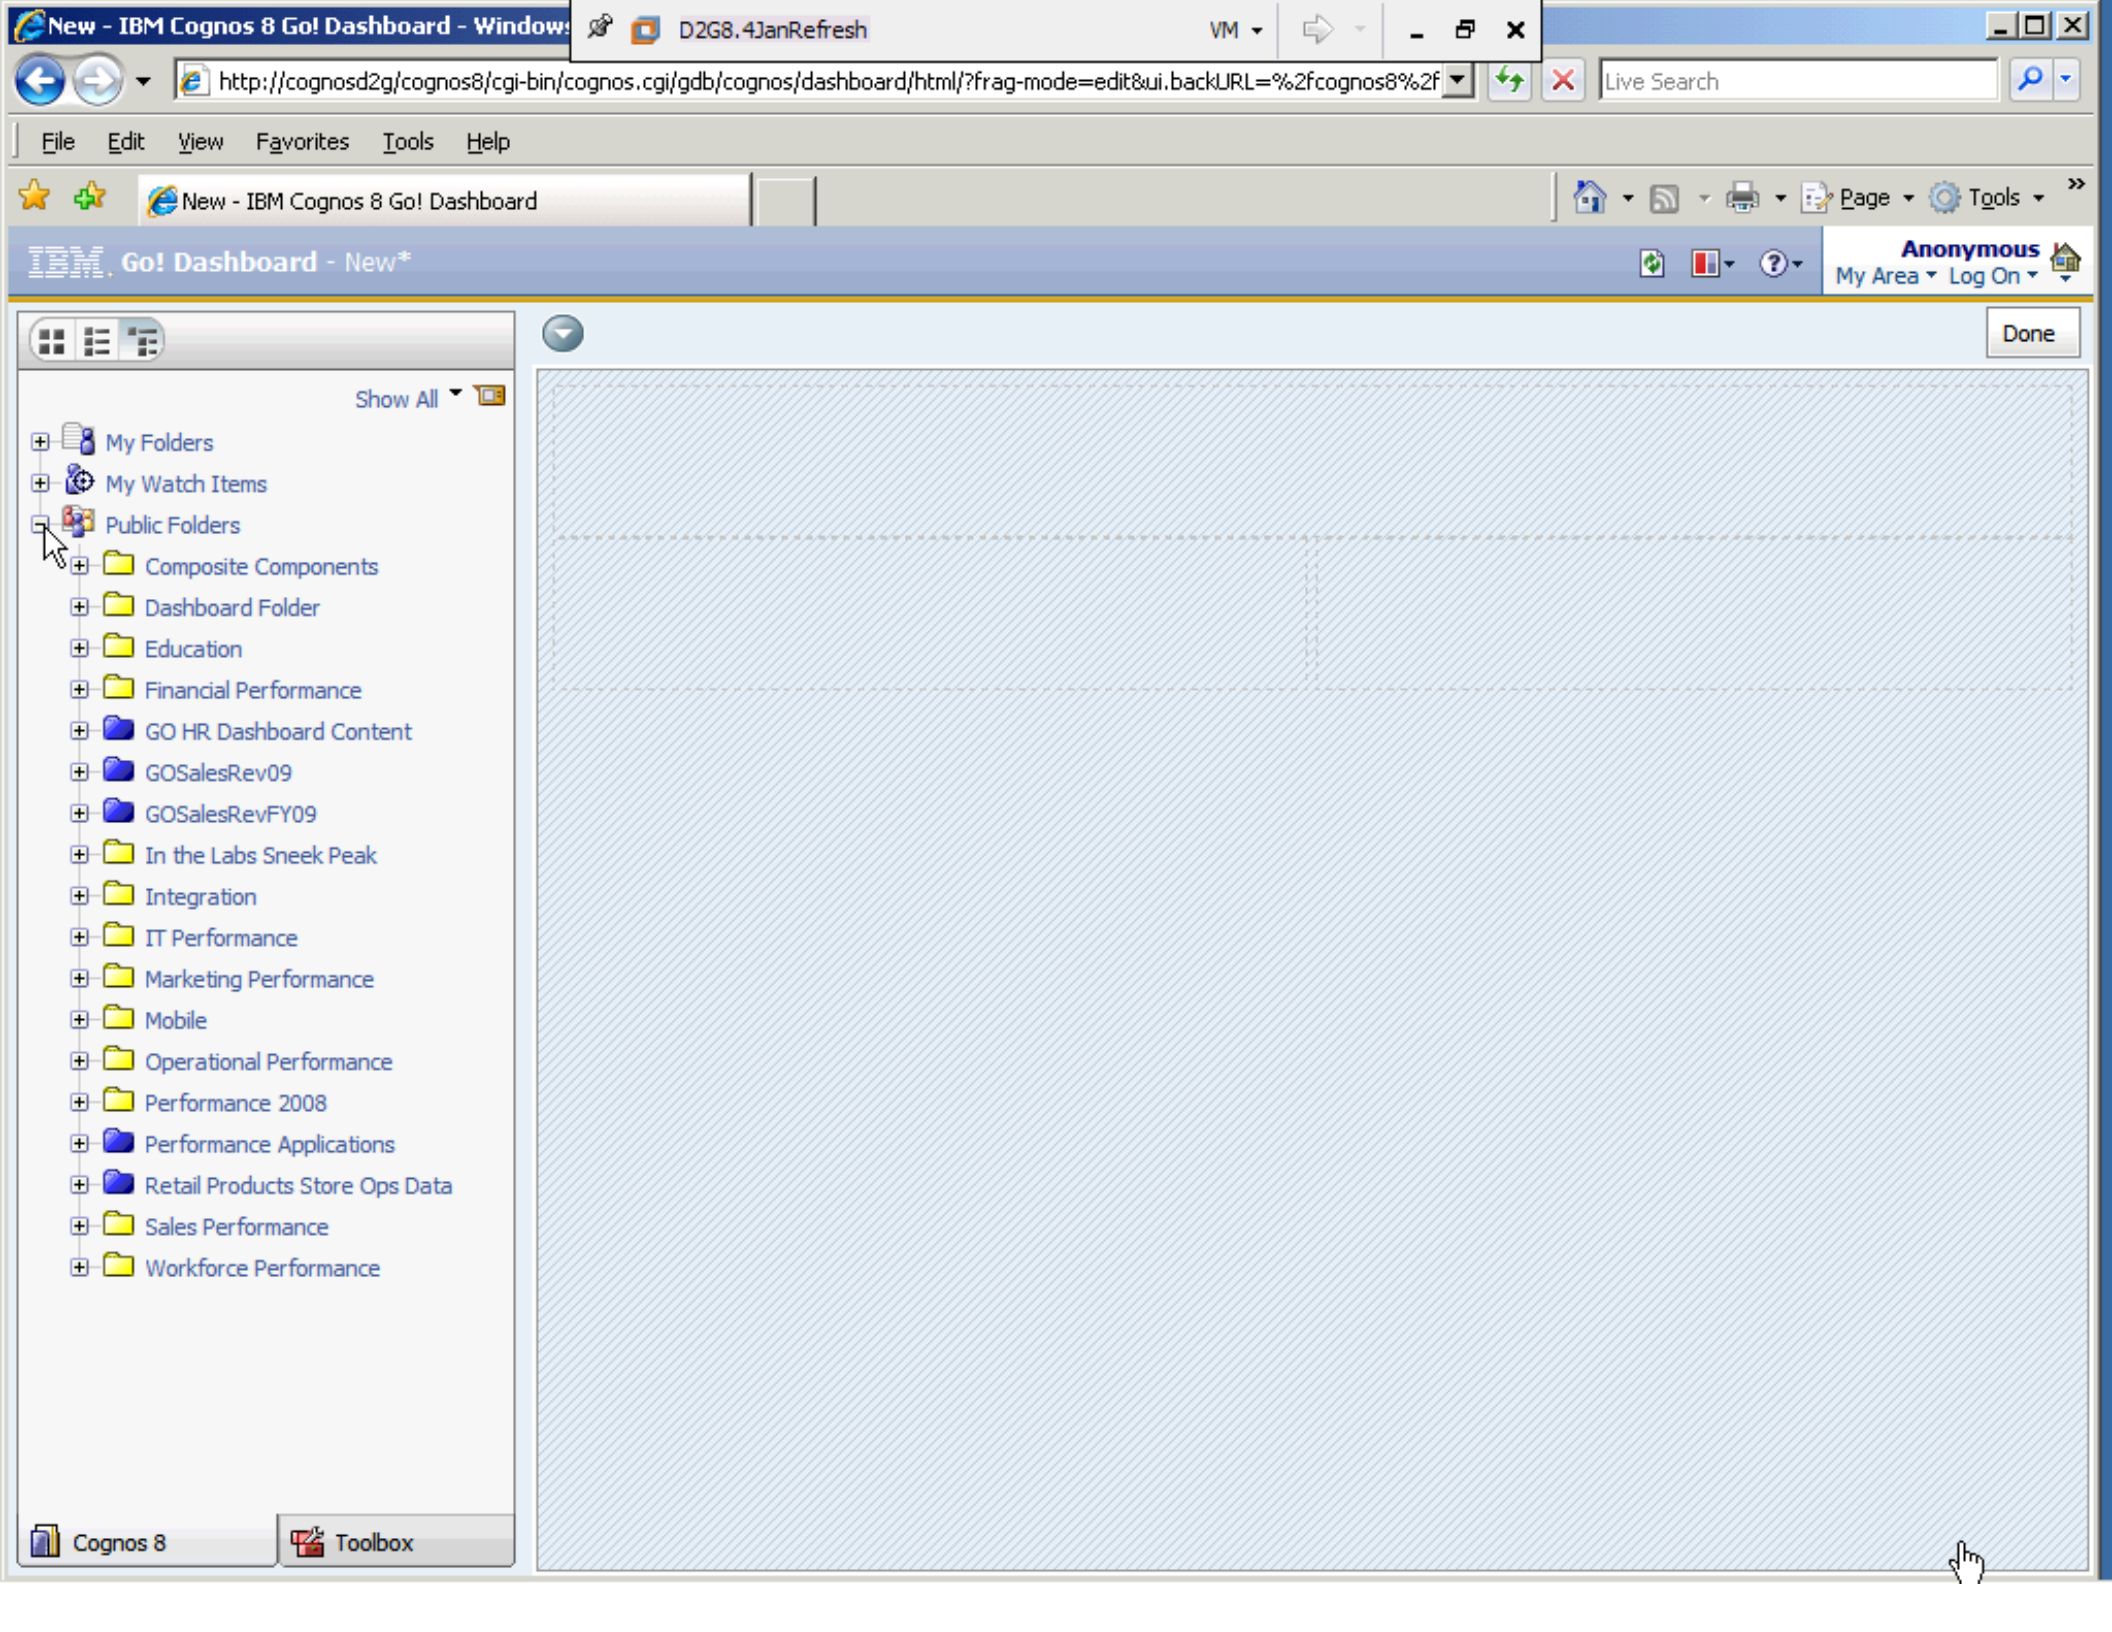 New - IBM Cognos 8 Go! Dashboard - Windows
D2G8.4JanRefresh
VM
http://cognosd2g/cognos8/cgi-bin/cognos.cgi/gdb/cognos/dashboard/html/?frag-mode=edit&ui.backURL=%2fcognos8%2f
Live Search
File Edit View Favorites Tools Help
New - IBM Cognos 8 Go! Dashboard
Page Tools »
IBM. Go! Dashboard - New*
Anonymous
My Area Log On
Done
Show All
My Folders
My Watch Items
Public Folders
Composite Components
Dashboard Folder
Education
Financial Performance
GO HR Dashboard Content
GOSalesRev09
GOSalesRevFY09
In the Labs Sneek Peak
Integration
IT Performance
Marketing Performance
Mobile
Operational Performance
Performance 2008
Performance Applications
Retail Products Store Ops Data
Sales Performance
Workforce Performance
Cognos 8
Toolbox